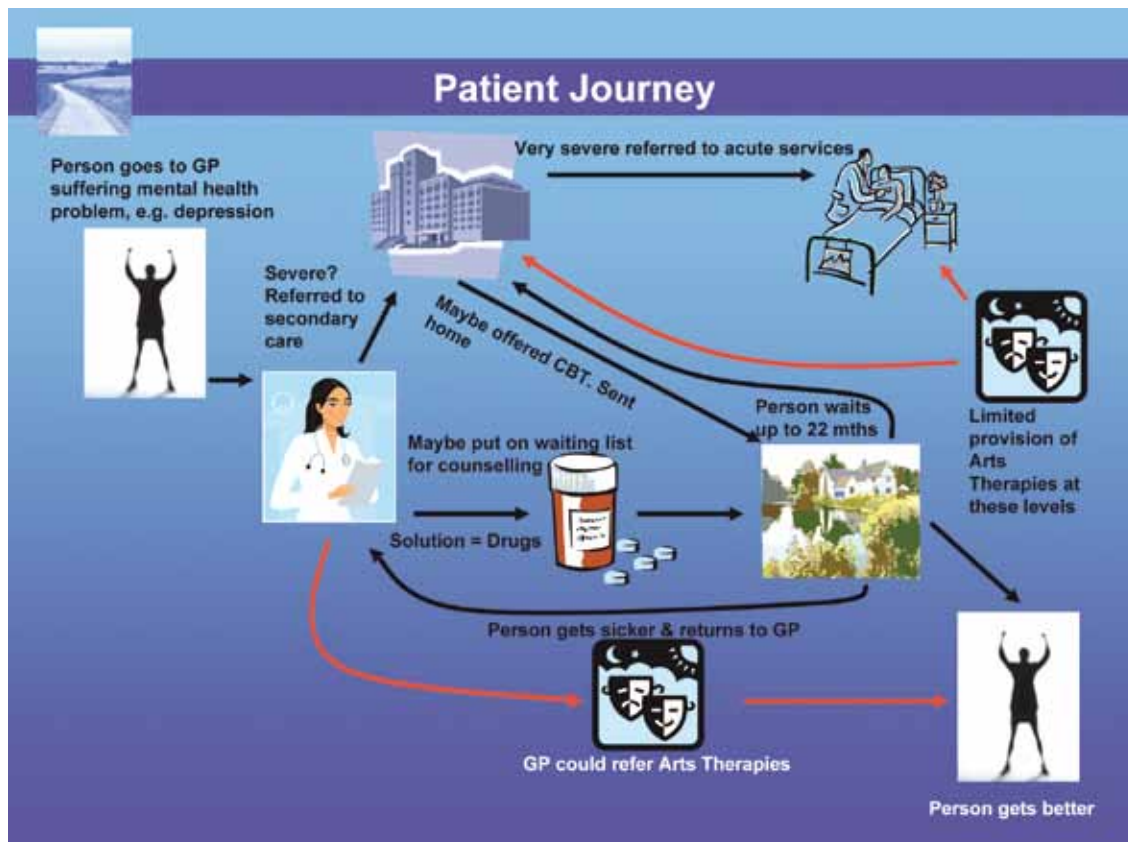 Patient Journey
Person goes to GP
suffering mental health
problem, e.g. depression
Very severe referred to acute services
Severe?
Referred to
secondary
care
Maybe offered CBT. Sent
home
Person waits
up to 22 mths
Limited
provision of
Arts
Therapies at
these levels
Maybe put on waiting list
for counselling
Solution = Drugs
Person gets sicker & returns to GP
GP could refer Arts Therapies
Person gets better